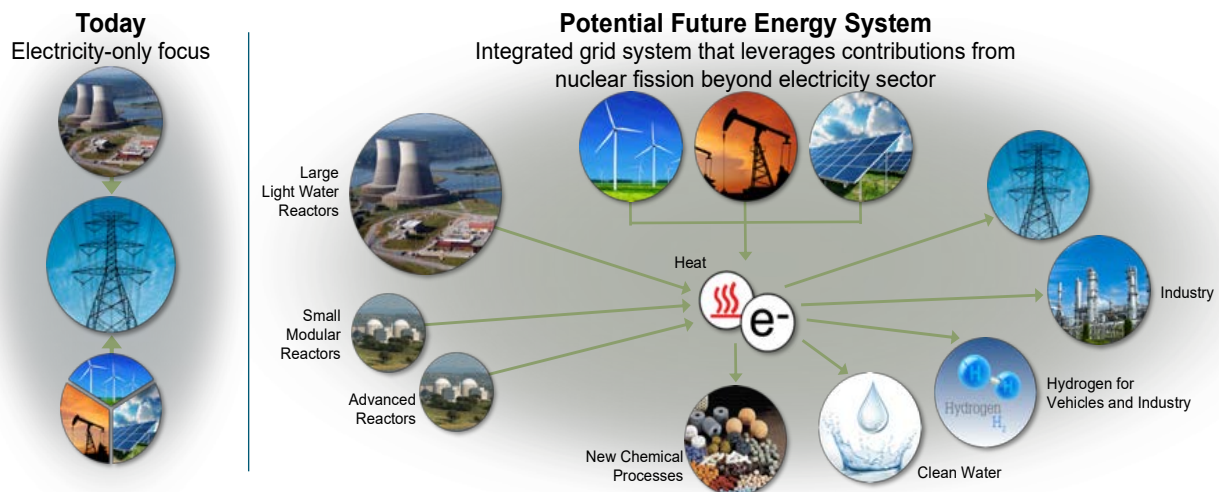 Today
Electricity-only focus
Potential Future Energy System
Integrated grid system that leverages contributions from
nuclear fission beyond electricity sector
Large
Light Water
Reactors
Small
Modular
Reactors
Advanced
Reactors
Heat
e-
New Chemical
Processes
Clean Water
H
H
Hydrogen
H2
Hydrogen for
Vehicles and Industry
Industry